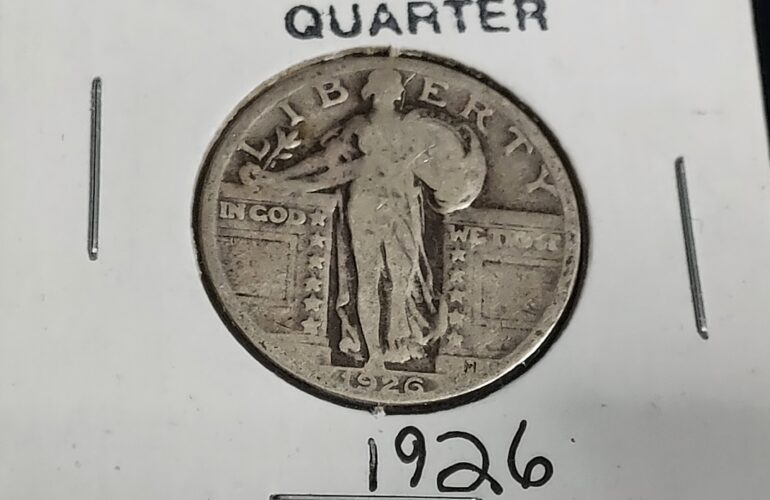 QUARTER
LIBERTY
IN GOD WE TRUST
1926
M
1926